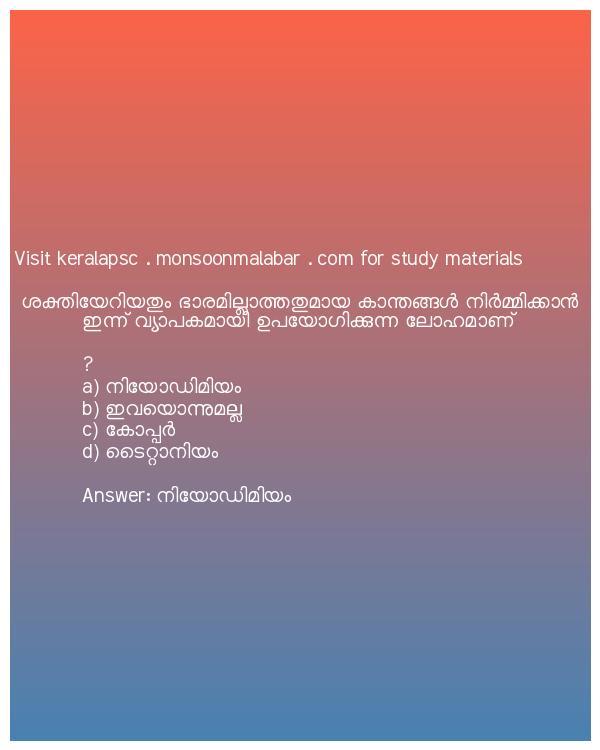 Visit keralapsc . monsoonmalabar . com for study materials
ശക്തിയേറിയതും ഭാരമില്ലാത്തതുമായ കാന്തങ്ങൾ നിർമ്മിക്കാൻ
ഇന്ന് വ്യാപകമായി ഉപയോഗിക്കുന്ന ലോഹമാണ്
?
a) നിയോഡിമിയം
b) ഇവയൊന്നുമല്ല
c) കോപ്പർ
d) ടൈറ്റാനിയം
Answer: നിയോഡിമിയം